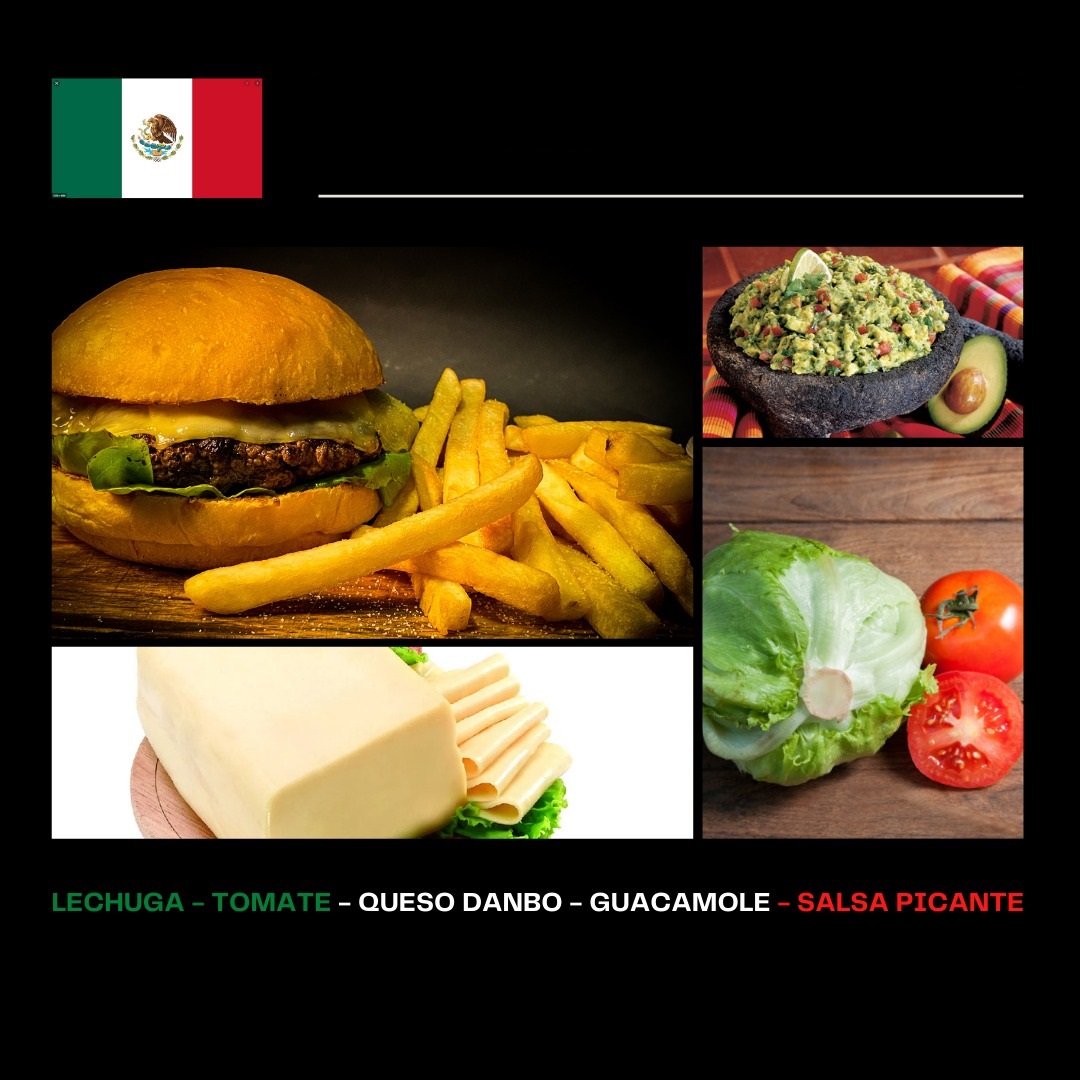 LECHUGA – TOMATE – QUESO DANBO – GUACAMOLE – SALSA PICANTE